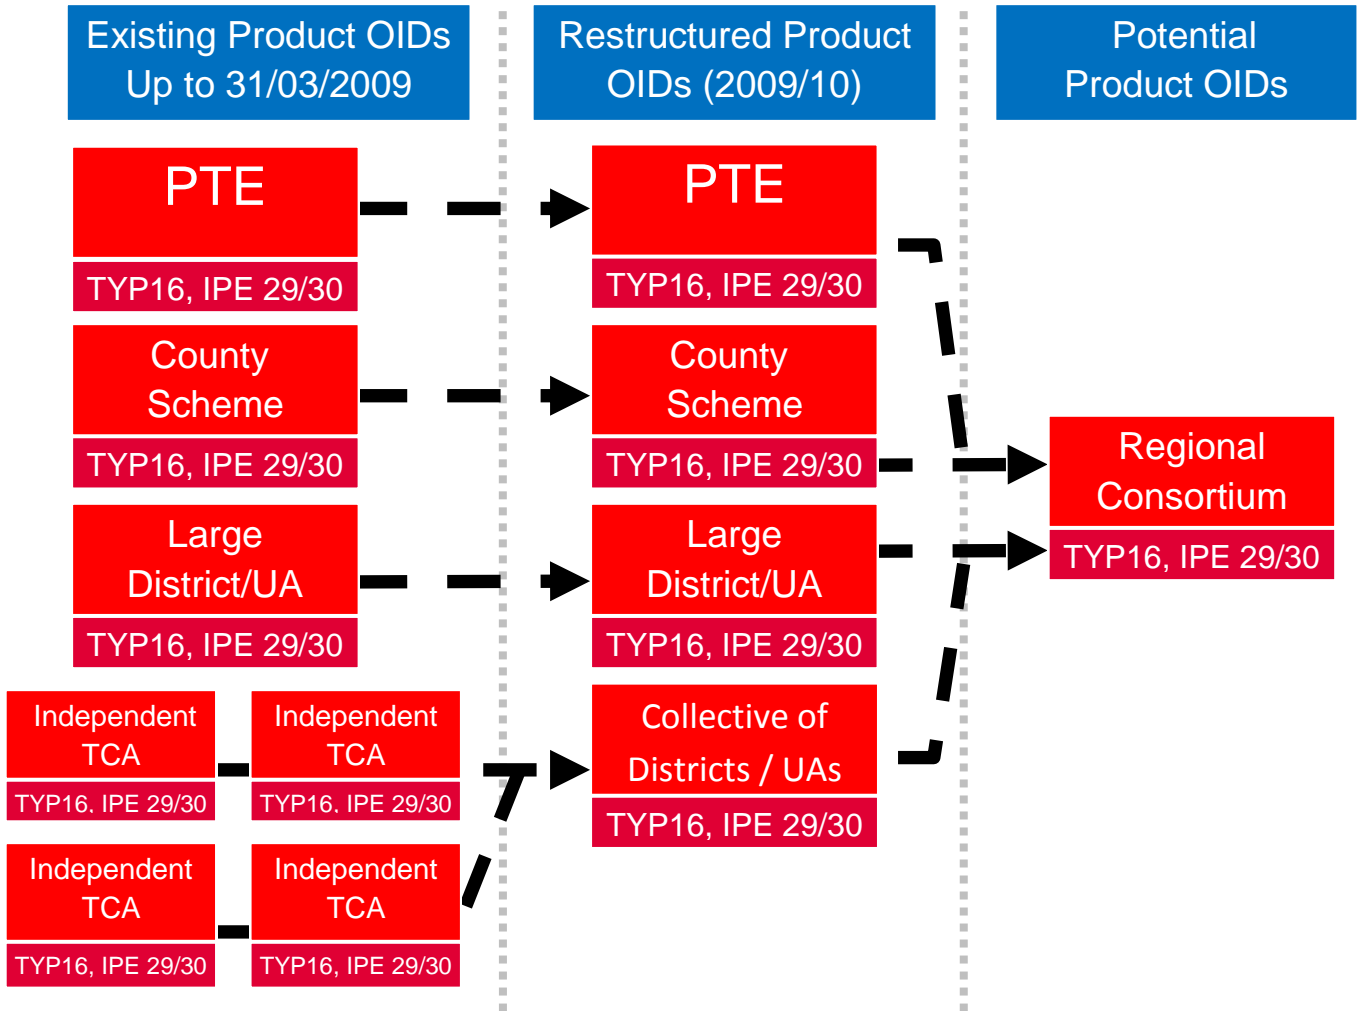 Existing Product OIDs
Up to 31/03/2009
Restructured Product
OIDs (2009/10)
Potential
Product OIDs
PTE
TYP16, IPE 29/30
County
Scheme
TYP16, IPE 29/30
Large
District/UA
TYP16, IPE 29/30
Independent
TCA
TYP16, IPE 29/30
Independent
TCA
TYP16, IPE 29/30
Independent
TCA
TYP16, IPE 29/30
Independent
TCA
TYP16, IPE 29/30
PTE
TYP16, IPE 29/30
County
Scheme
TYP16, IPE 29/30
Large
District/UA
TYP16, IPE 29/30
Collective of
Districts / UAs
TYP16, IPE 29/30
Regional
Consortium
TYP16, IPE 29/30